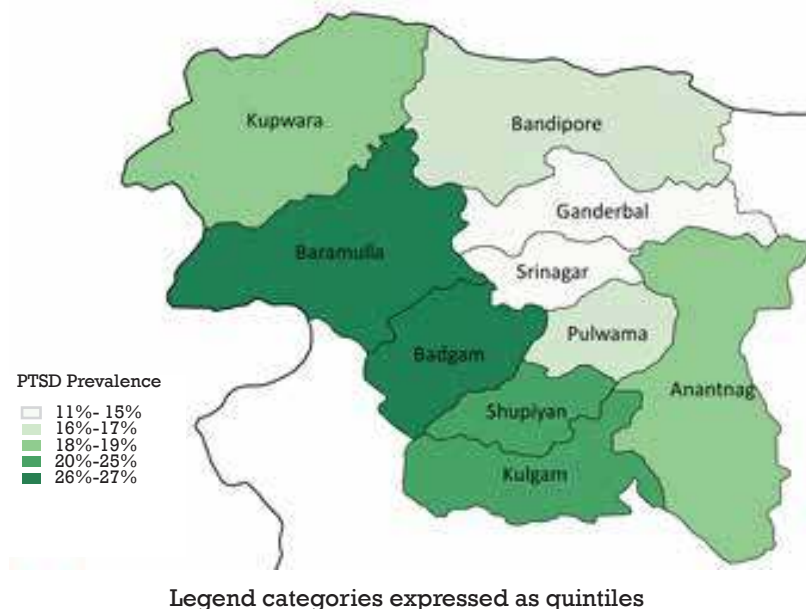 Kupwara
Bandipore
Ganderbal
Baramulla
Srinagar
Pulwama
Badgam
Anantnag
Shupiyan
Kulgam
PTSD Prevalence
11%- 15%
16%-17%
18%-19%
20%-25%
26%-27%
Legend categories expressed as quintiles